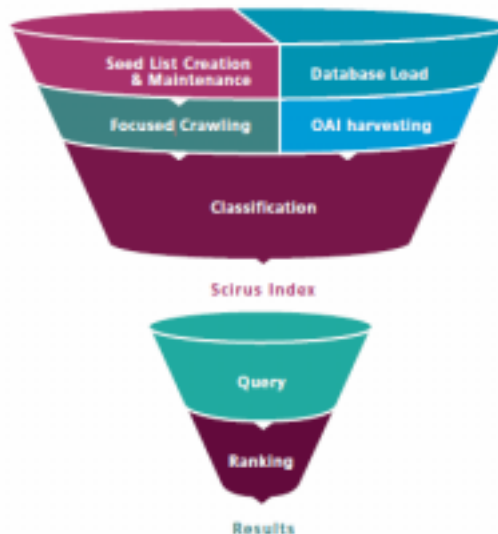 Seed List Creation
& Maintenance
Database Load
Focused Crawling
OAI harvesting
Classification
Scirus Index
Query
Ranking
Results